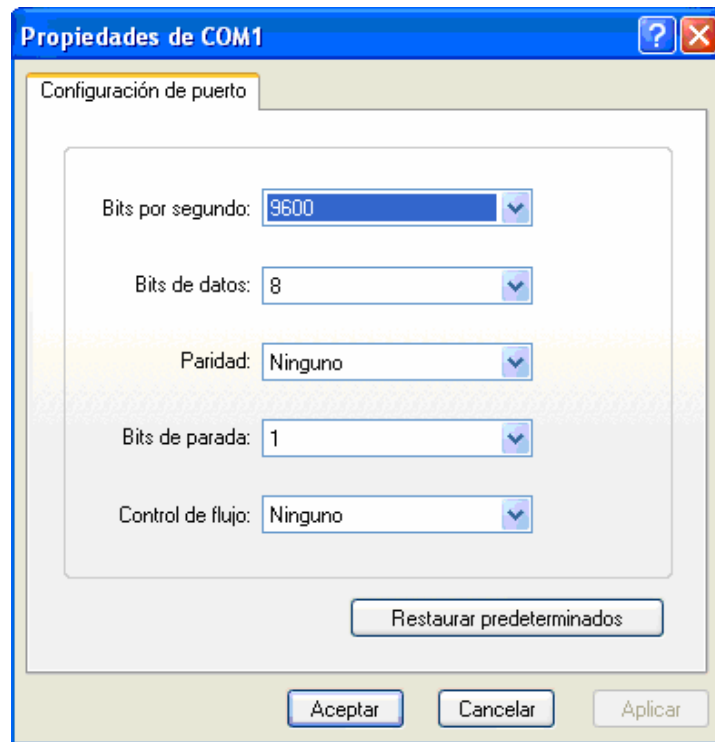 Propiedades de COM1
Configuración de puerto
Bits por segundo: 9600
Bits de datos: 8
Paridad: Ninguno
Bits de parada: 1
Control de flujo: Ninguno
Restaurar predeterminados
Aceptar Cancelar Aplicar